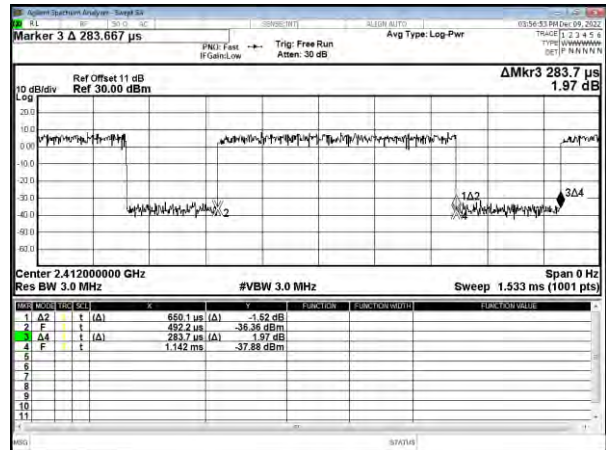 Agilent Spectrum Analyzer - Swept SA
RL RF 50 Ω AC SENSE:INT ALIGN AUTO 03:56:53 PM Dec 09, 2022
Marker 3 Δ 283.667 μs
PNO: Fast
IFGain:Low
Trig: Free Run
Atten: 30 dB
Avg Type: Log-Pwr
TRACE 1 2 3 4 5 6
TYPE WWWWWW
DET P N N N N N
ΔMkr3 283.7 μs
1.97 dB
Ref Offset 11 dB
10 dB/div Ref 30.00 dBm
Log
20.0
10.0
0.00
-10.0
-20.0
-30.0
-40.0
-50.0
-60.0
2
1Δ2
4
3Δ4
Center 2.412000000 GHz Span 0 Hz
Res BW 3.0 MHz #VBW 3.0 MHz Sweep 1.533 ms (1001 pts)
MKR MODE TRC SCL X Y FUNCTION FUNCTION WIDTH FUNCTION VALUE
1 Δ2 t (Δ) 650.1 μs (Δ) -1.52 dB
2 F t 492.2 μs -36.36 dBm
3 Δ4 t (Δ) 283.7 μs (Δ) 1.97 dB
4 F t 1.142 ms -37.88 dBm
5
6
7
8
9
10
11
MSG STATUS